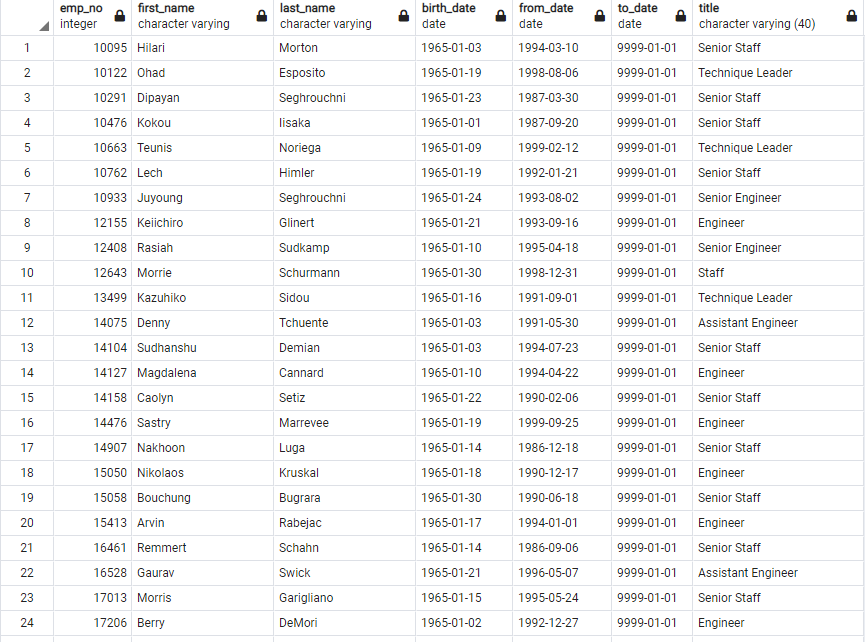 emp_no first_name last_name birth_date from_date to_date title
integer character varying character varying date date date character varying (40)
1 10095 Hilari Morton 1965-01-03 1994-03-10 9999-01-01 Senior Staff
2 10122 Ohad Esposito 1965-01-19 1998-08-06 9999-01-01 Technique Leader
3 10291 Dipayan Seghrouchni 1965-01-23 1987-03-30 9999-01-01 Senior Staff
4 10476 Kokou Iisaka 1965-01-01 1987-09-20 9999-01-01 Senior Staff
5 10663 Teunis Noriega 1965-01-09 1999-02-12 9999-01-01 Technique Leader
6 10762 Lech Himler 1965-01-19 1992-01-21 9999-01-01 Senior Staff
7 10933 Juyoung Seghrouchni 1965-01-24 1993-08-02 9999-01-01 Senior Engineer
8 12155 Keiichiro Glinert 1965-01-21 1993-09-16 9999-01-01 Engineer
9 12408 Rasiah Sudkamp 1965-01-10 1995-04-18 9999-01-01 Senior Engineer
10 12643 Morrie Schurmann 1965-01-30 1998-12-31 9999-01-01 Staff
11 13499 Kazuhiko Sidou 1965-01-16 1991-09-01 9999-01-01 Technique Leader
12 14075 Denny Tchuente 1965-01-03 1991-05-30 9999-01-01 Assistant Engineer
13 14104 Sudhanshu Demian 1965-01-03 1994-07-23 9999-01-01 Senior Staff
14 14127 Magdalena Cannard 1965-01-10 1994-04-22 9999-01-01 Engineer
15 14158 Caolyn Setiz 1965-01-22 1990-02-06 9999-01-01 Senior Staff
16 14476 Sastry Marrevee 1965-01-19 1999-09-25 9999-01-01 Engineer
17 14907 Nakhoon Luga 1965-01-14 1986-12-18 9999-01-01 Senior Staff
18 15050 Nikolaos Kruskal 1965-01-18 1990-12-17 9999-01-01 Engineer
19 15058 Bouchung Bugrara 1965-01-30 1990-06-18 9999-01-01 Senior Staff
20 15413 Arvin Rabejac 1965-01-17 1994-01-01 9999-01-01 Engineer
21 16461 Remmert Schahn 1965-01-14 1986-09-06 9999-01-01 Senior Staff
22 16528 Gaurav Swick 1965-01-21 1996-05-07 9999-01-01 Assistant Engineer
23 17013 Morris Garigliano 1965-01-15 1995-05-24 9999-01-01 Senior Staff
24 17206 Berry DeMori 1965-01-02 1992-12-27 9999-01-01 Engineer